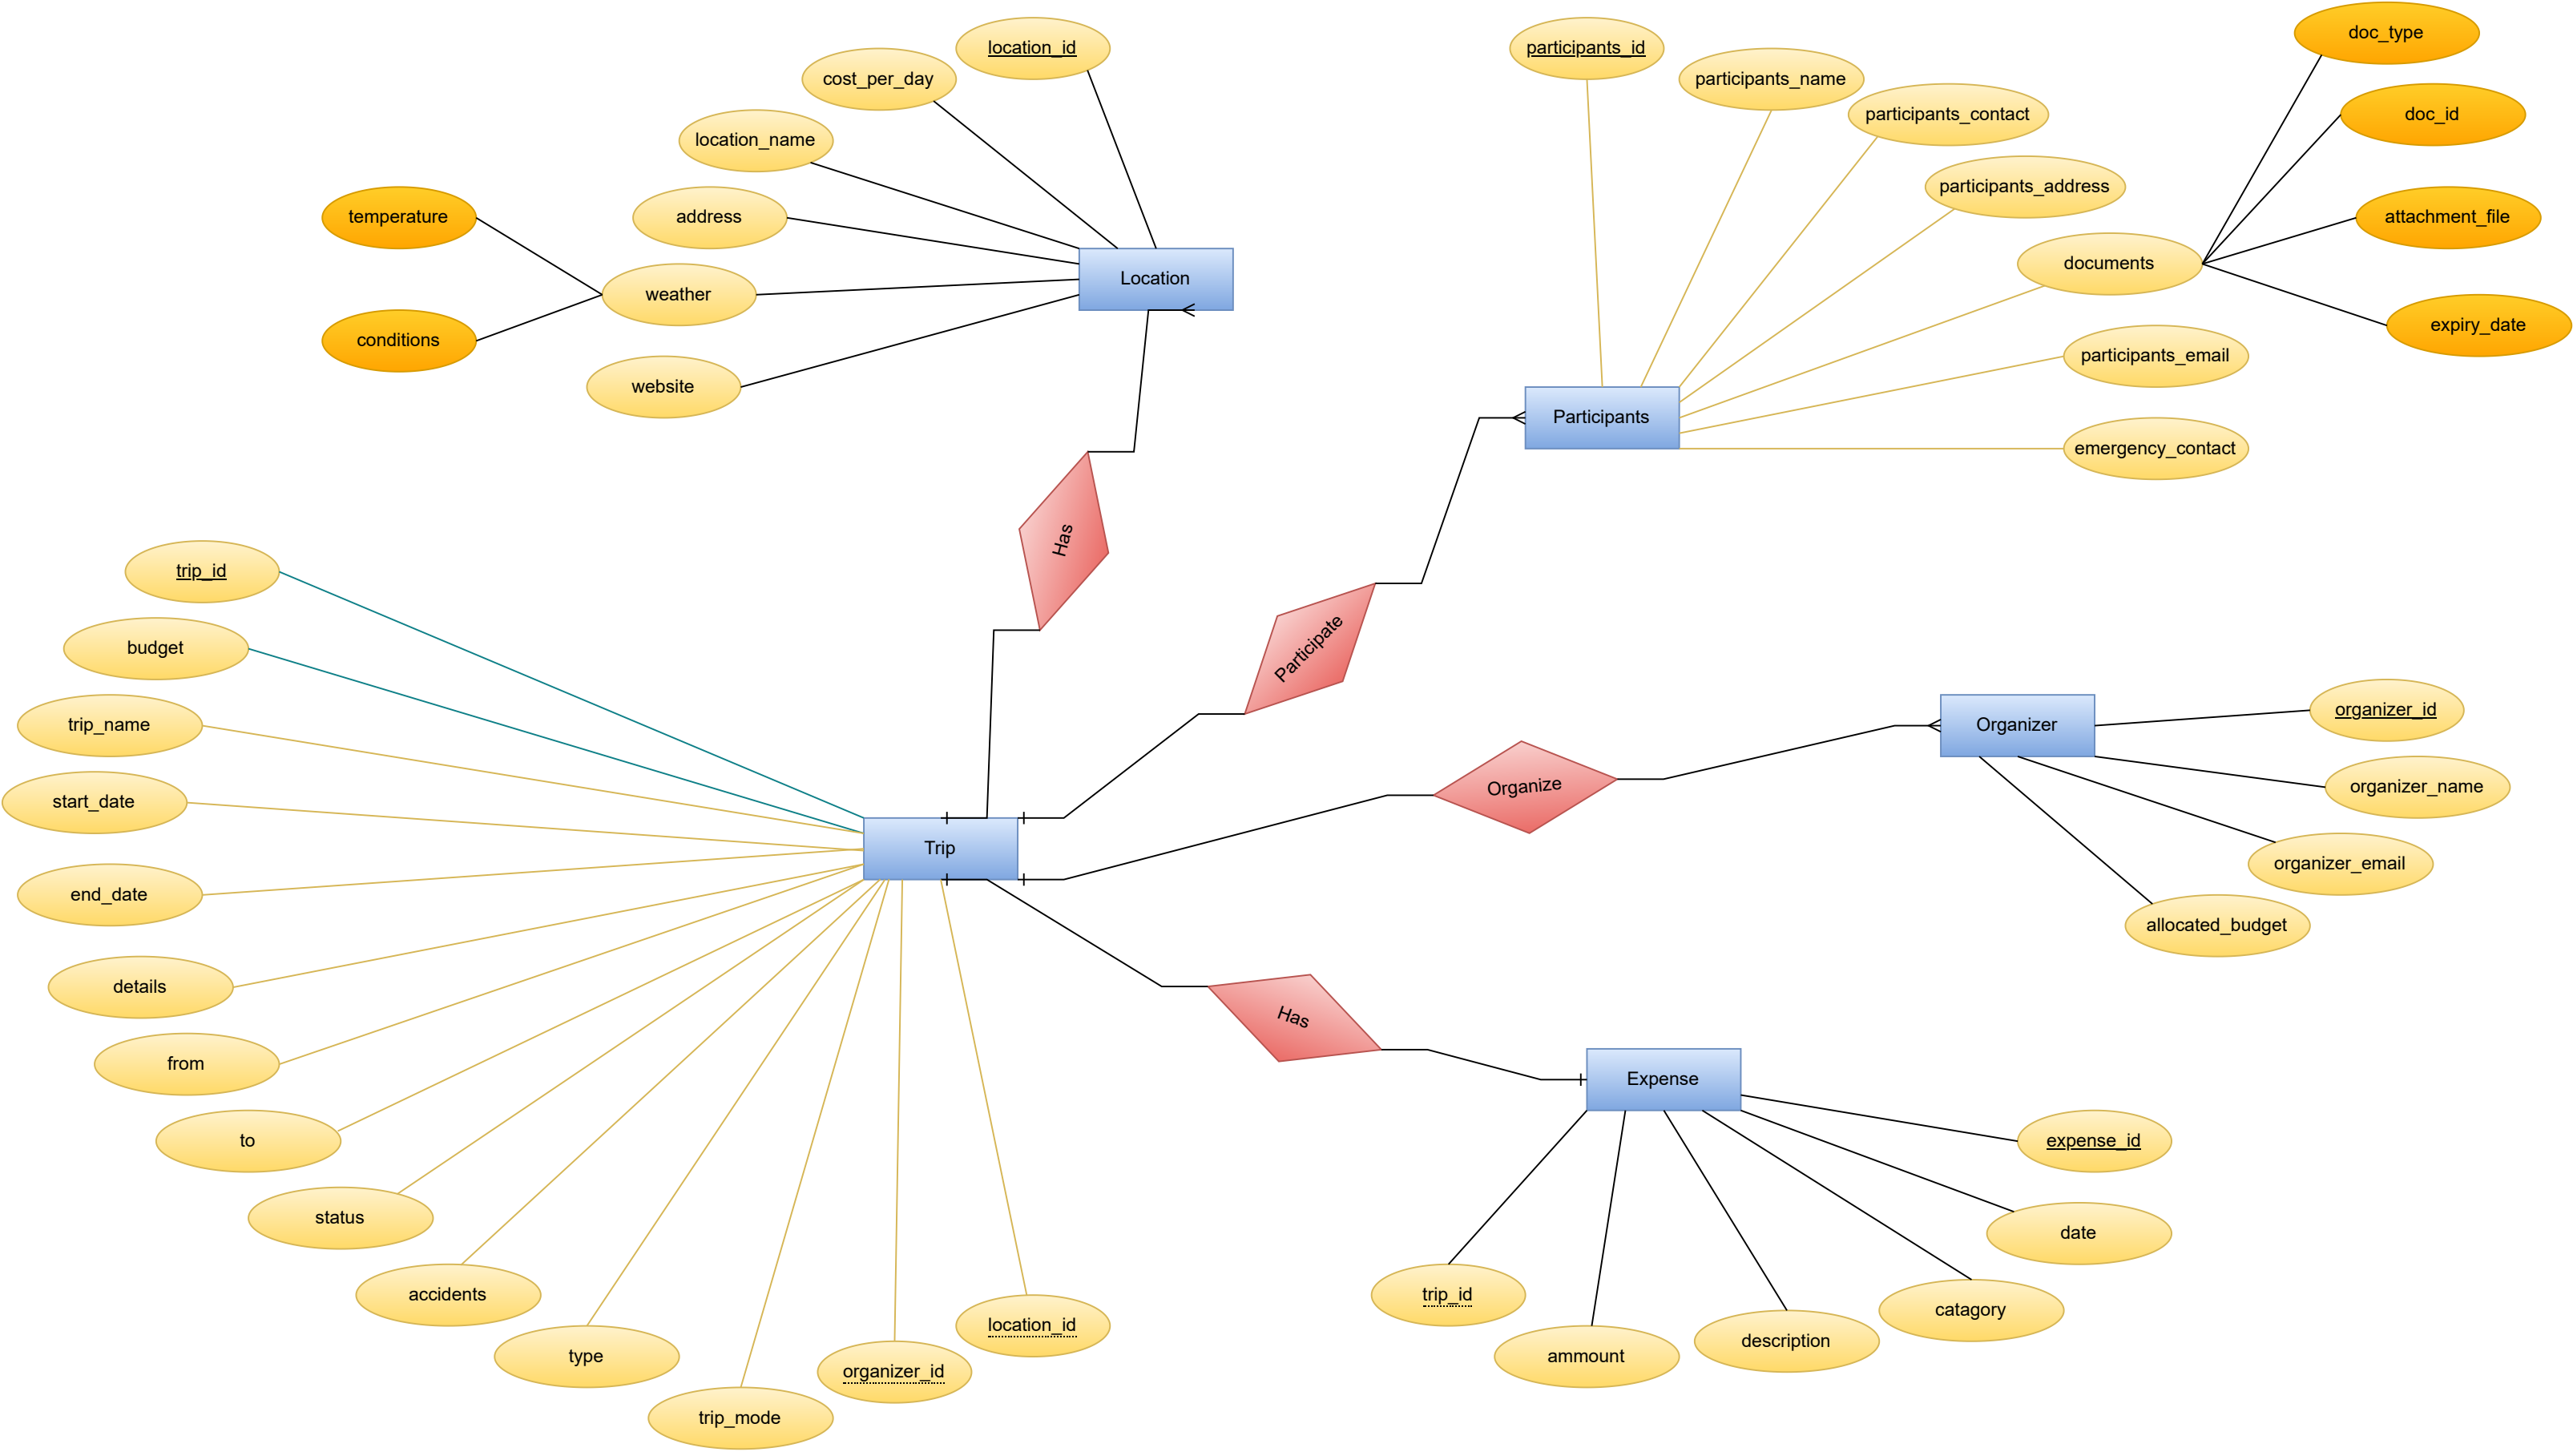 location_id
cost_per_day
location_name
address
temperature
weather
conditions
website
Location
participants_id
participants_name
participants_contact
participants_address
documents
participants_email
emergency_contact
Participants
doc_type
doc_id
attachment_file
expiry_date
Has
Participate
Organize
Has
Organizer
organizer_id
organizer_name
organizer_email
allocated_budget
trip_id
budget
trip_name
start_date
end_date
details
from
to
status
accidents
type
trip_mode
organizer_id
location_id
Trip
Expense
expense_id
date
catagory
description
ammount
trip_id